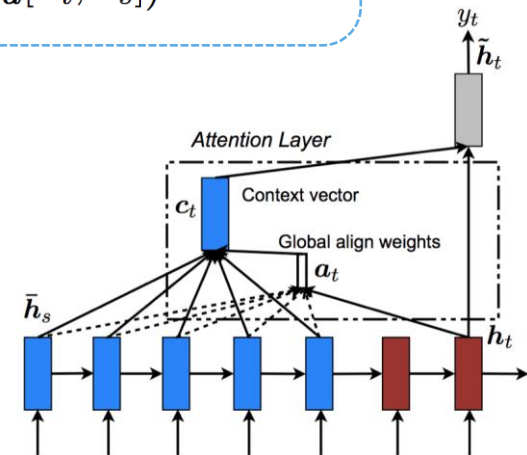 y_t
h̃_t
Attention Layer
c_t
Context vector
Global align weights
a_t
h̄_s
h_t